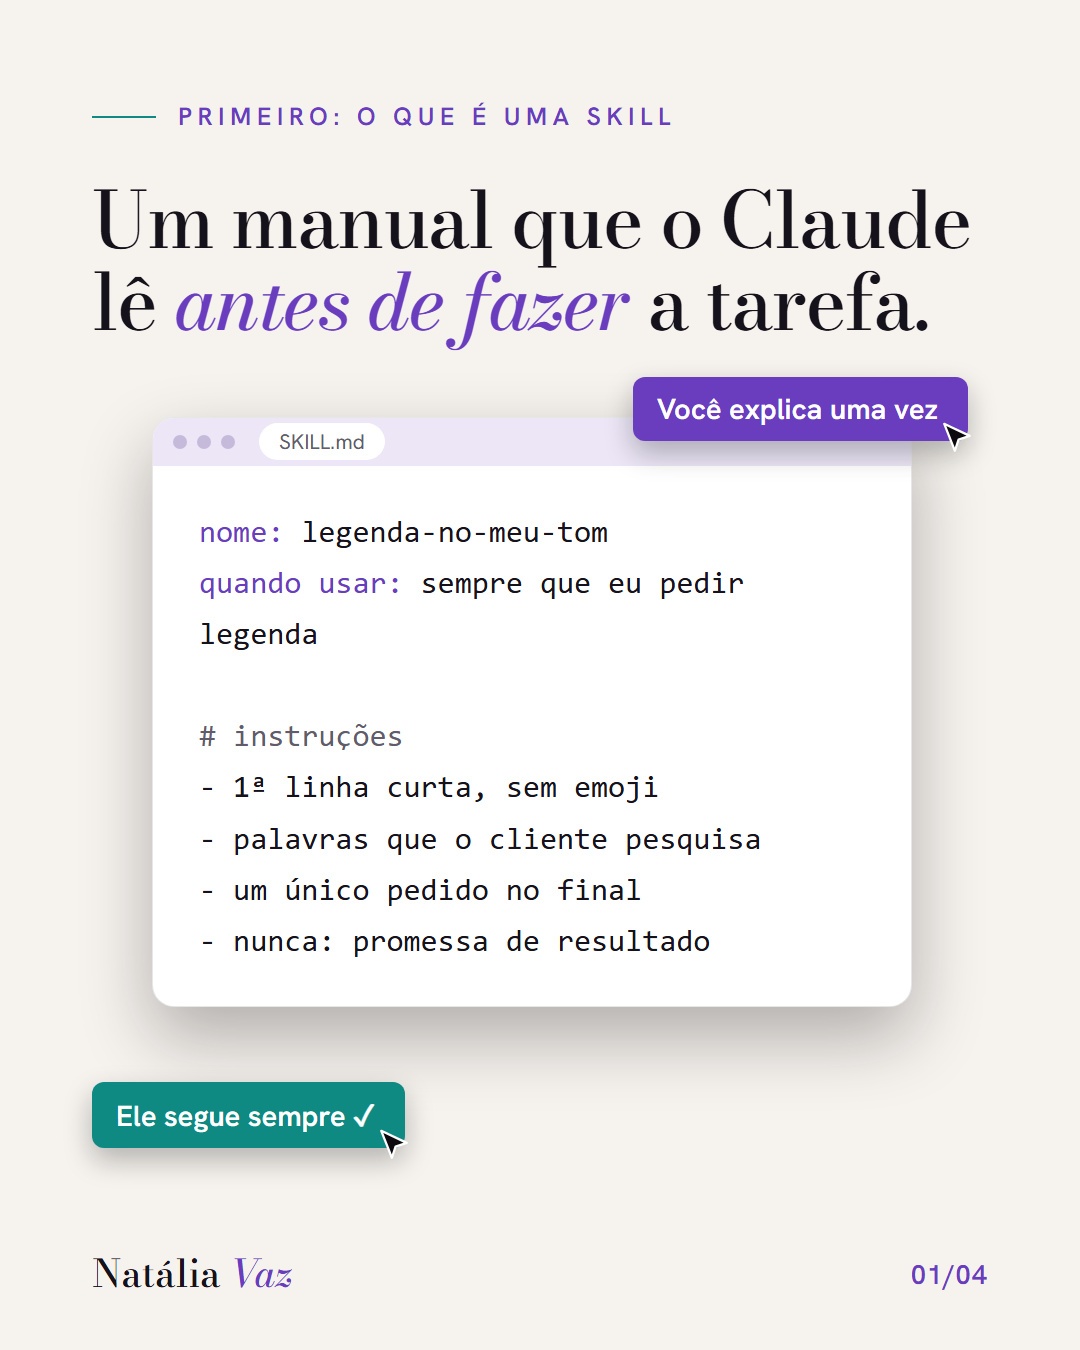 PRIMEIRO: O QUE É UMA SKILL
Um manual que o Claude
lê antes de fazer a tarefa.
Você explica uma vez
SKILL.md
nome: legenda-no-meu-tom
quando usar: sempre que eu pedir
legenda
# instruções
- 1ª linha curta, sem emoji
- palavras que o cliente pesquisa
- um único pedido no final
- nunca: promessa de resultado
Ele segue sempre ✓
Natália Vaz
01/04